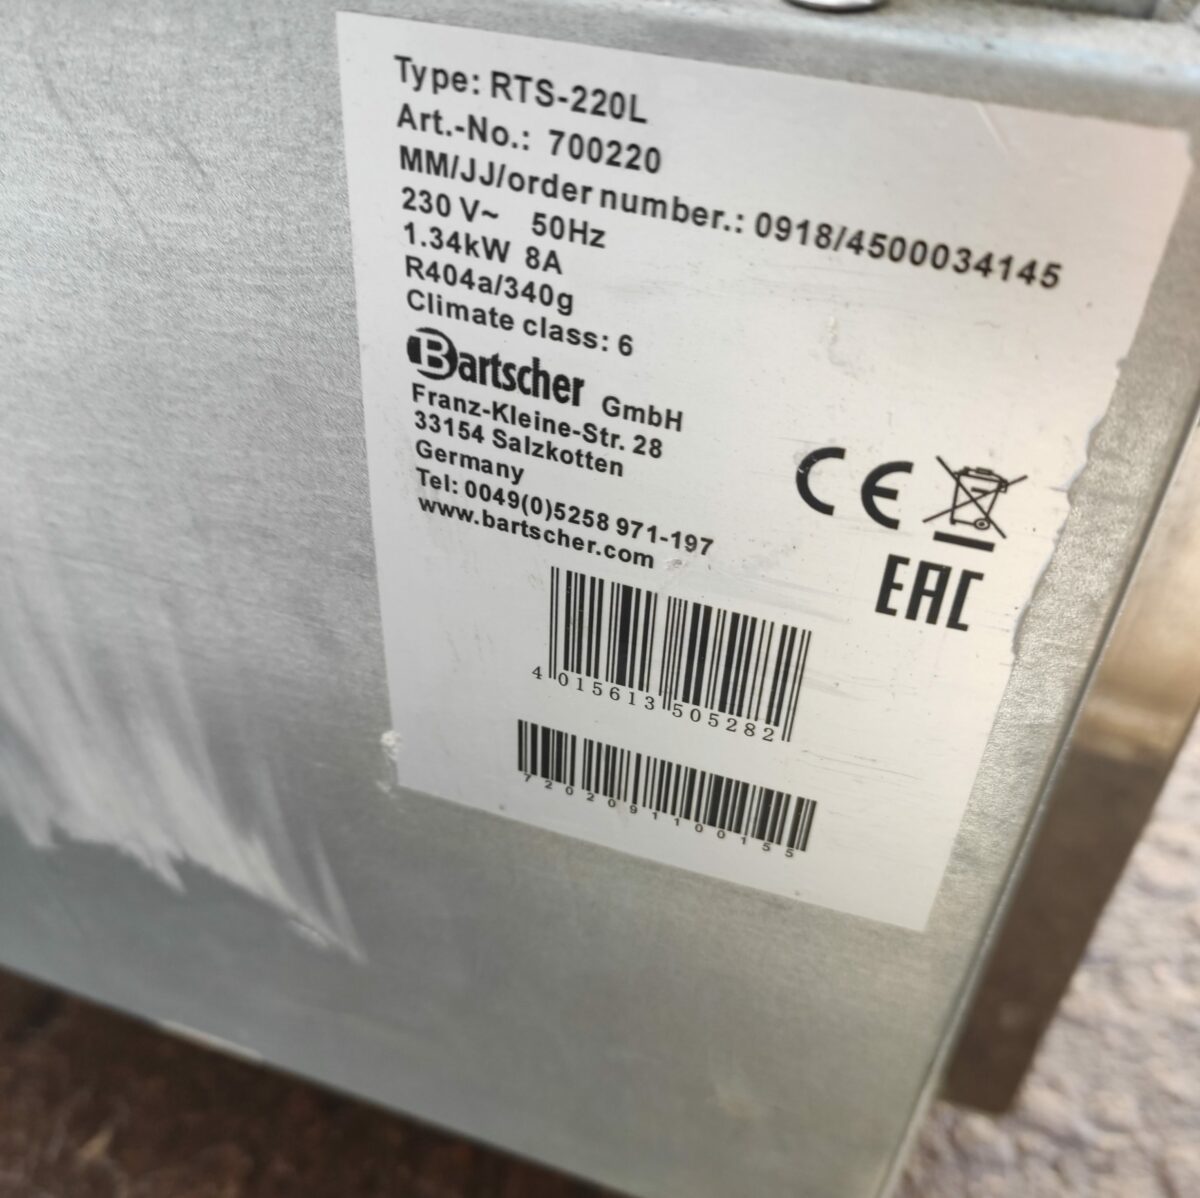 Type: RTS-220L
Art.-No.: 700220
MM/JJ/order number.: 0918/4500034145
230 V~ 50Hz
1.34kW 8A
R404a/340g
Climate class: 6
Bartscher GmbH
Franz-Kleine-Str. 28
33154 Salzkotten
Germany
Tel: 0049(0)5258 971-197
www.bartscher.com
CE
EAC
4 015613 505282
7202091100155